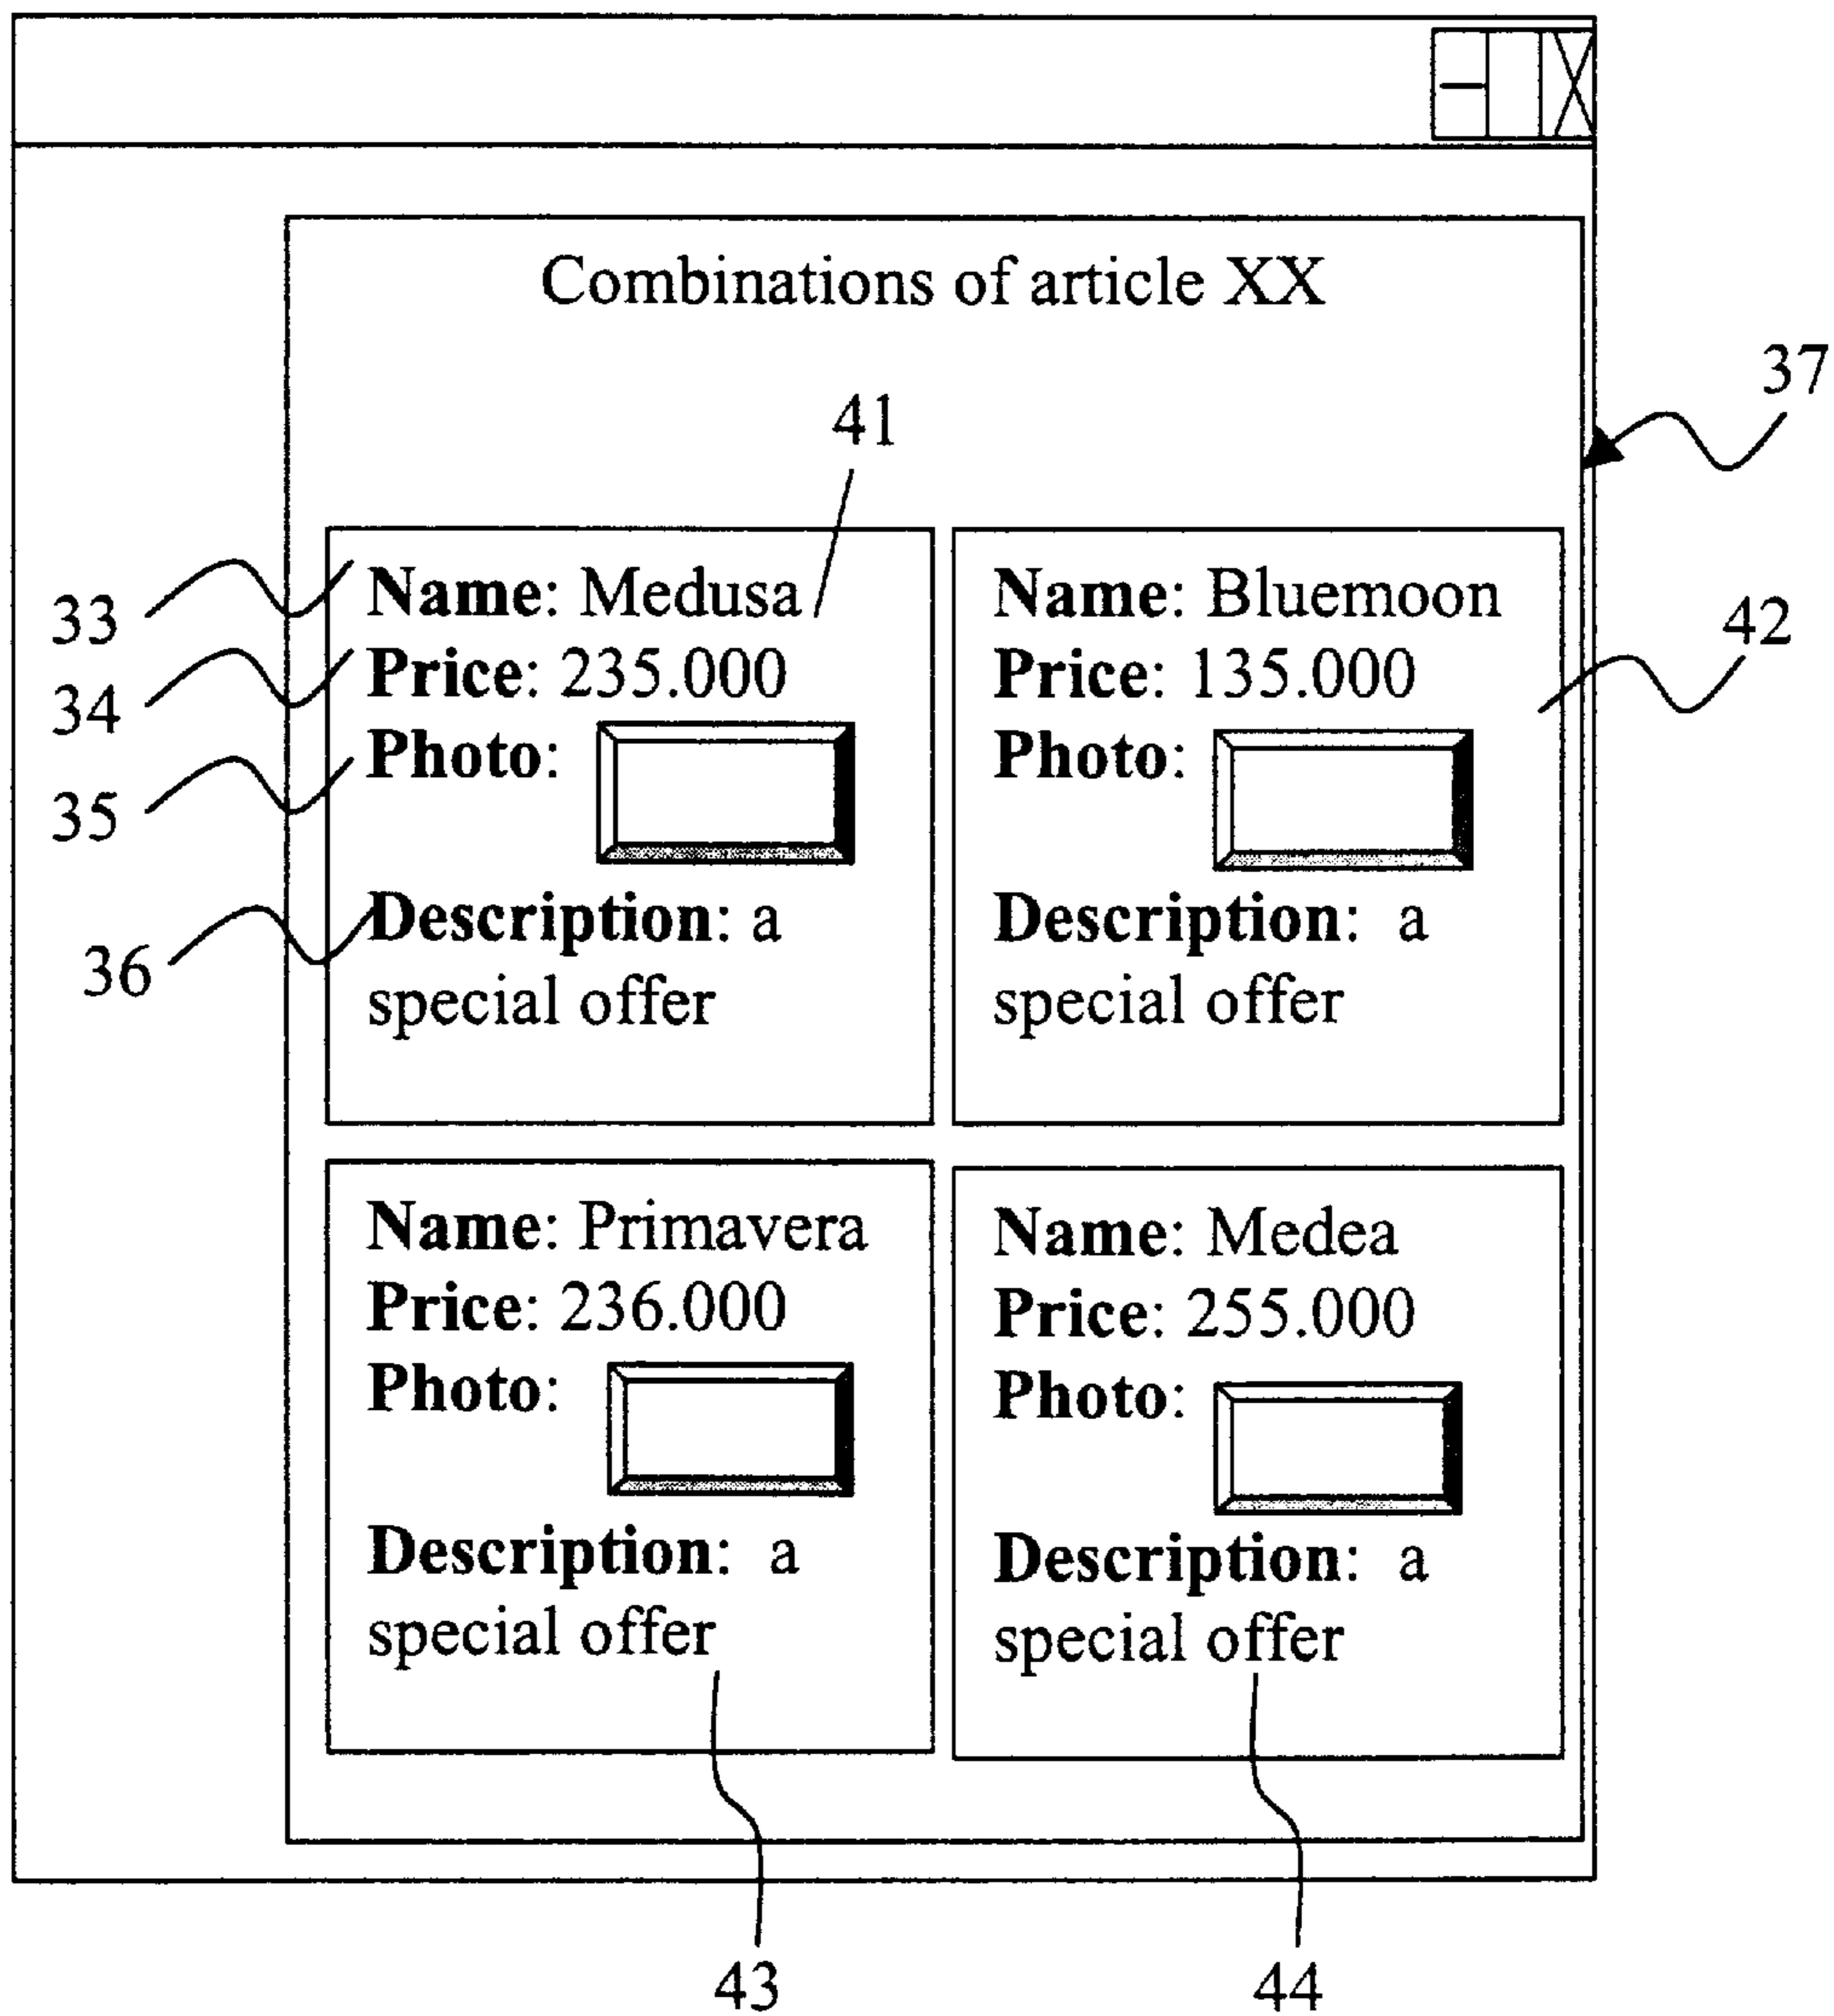 Combinations of article XX
37
41
33
Name: Medusa
34
Price: 235.000
35
Photo:
36
Description: a
special offer
42
Name: Bluemoon
Price: 135.000
Photo:
Description: a
special offer
Name: Primavera
Price: 236.000
Photo:
Description: a
special offer
43
Name: Medea
Price: 255.000
Photo:
Description: a
special offer
44